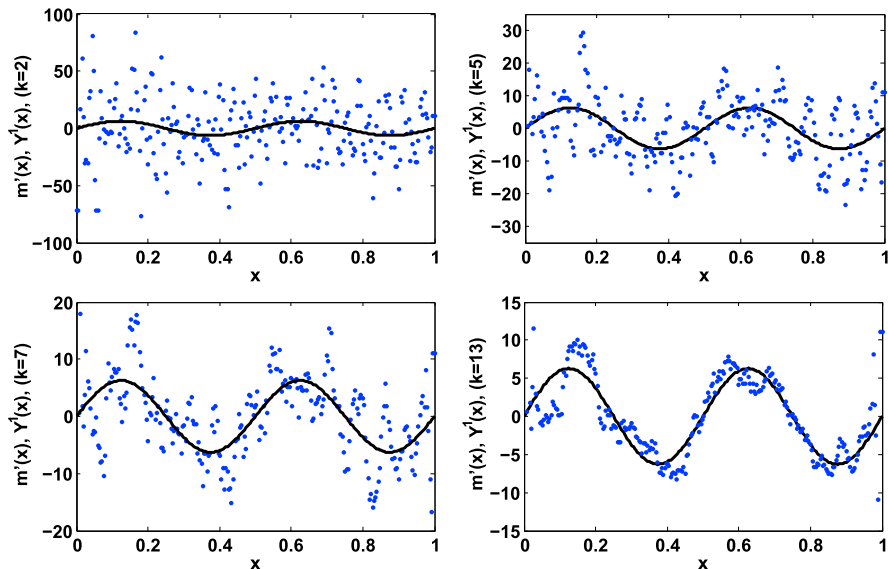 m'(x), Y¹(x), (k=2)
100
50
0
−50
−100
0 0.2 0.4 0.6 0.8 1
x
m'(x), Y¹(x), (k=5)
30
20
10
0
−10
−20
−30
0 0.2 0.4 0.6 0.8 1
x
m'(x), Y¹(x), (k=7)
20
10
0
−10
−20
0 0.2 0.4 0.6 0.8 1
x
m'(x), Y¹(x), (k=13)
15
10
5
0
−5
−10
−15
0 0.2 0.4 0.6 0.8 1
x